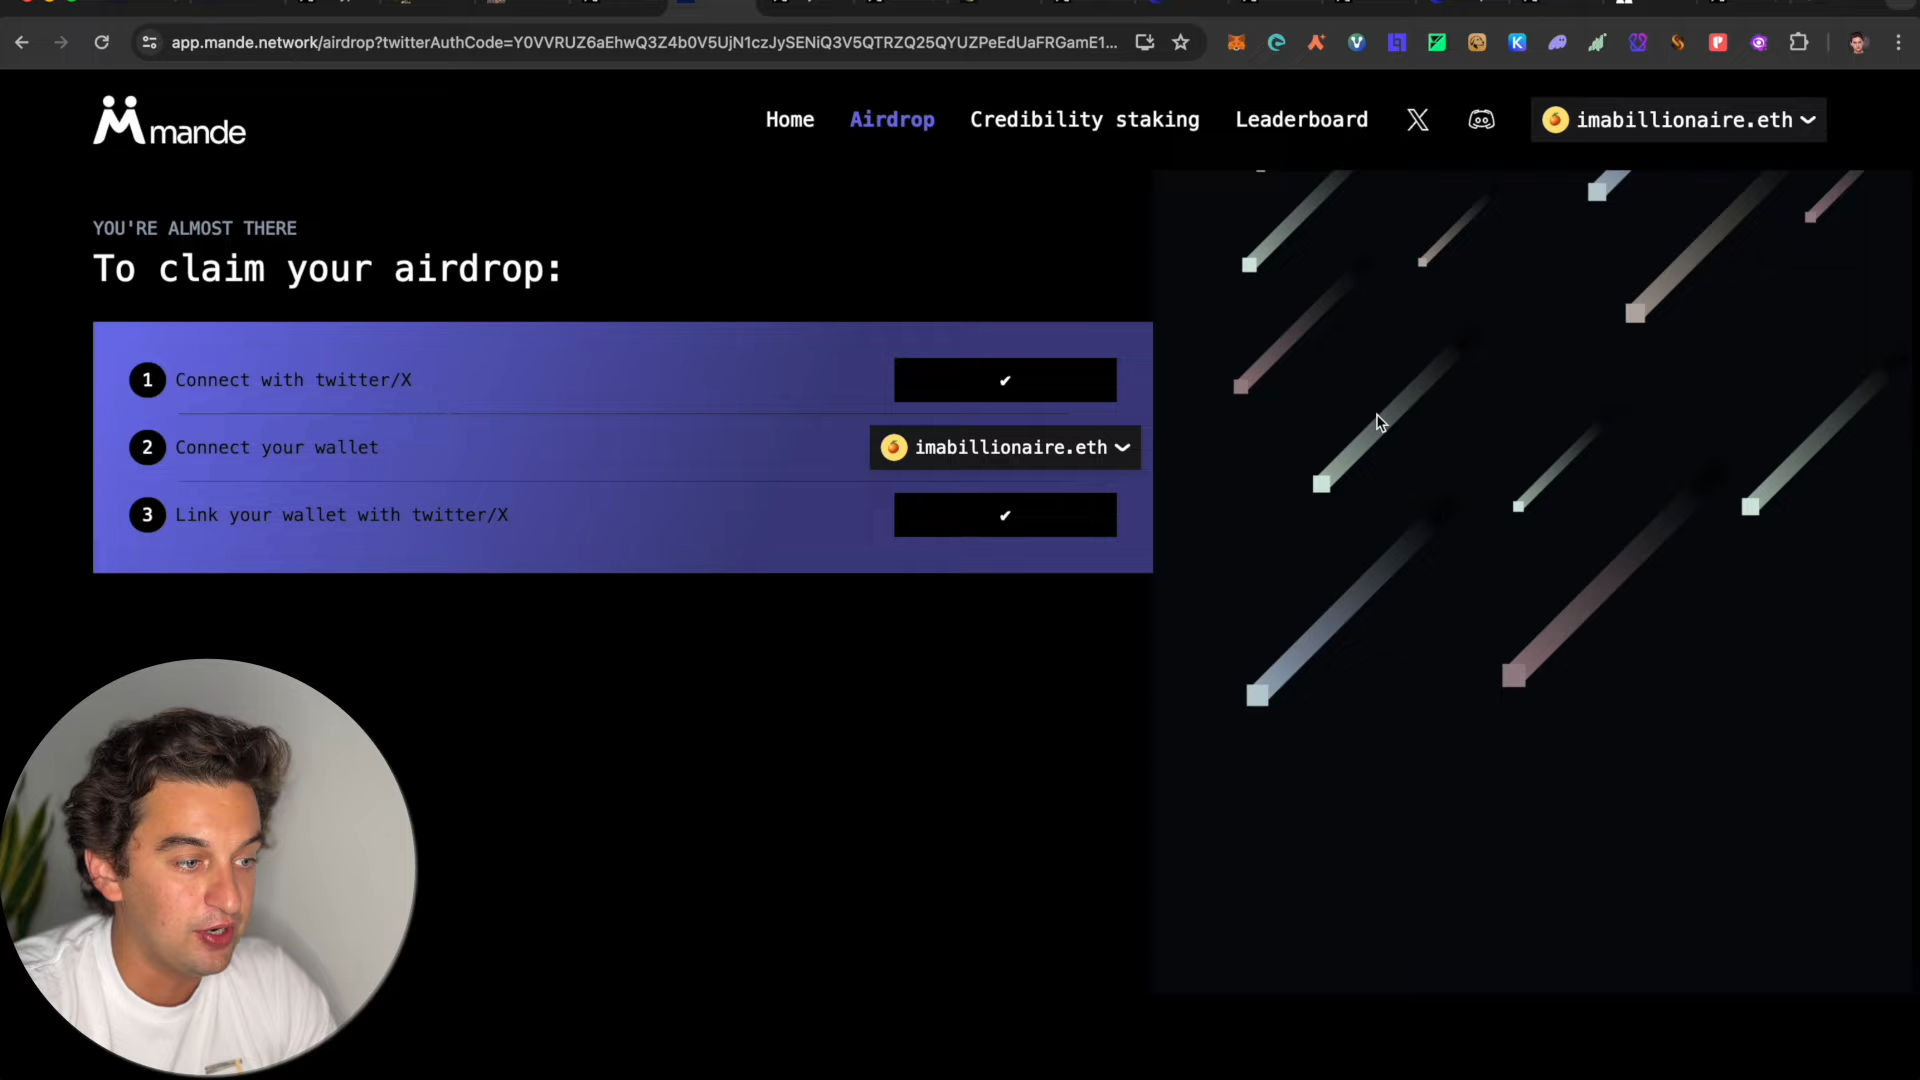 app.mande.network/airdrop?twitterAuthCode=Y0VVRUZ6aEhwQ3Z4b0V5UjN1czJySENiQ3V5QTRZQ25QYUZPeEdUaFRGamE1...
mande
Home
Airdrop
Credibility staking
Leaderboard
imabillionaire.eth
YOU'RE ALMOST THERE
To claim your airdrop:
1 Connect with twitter/X
2 Connect your wallet
imabillionaire.eth
3 Link your wallet with twitter/X